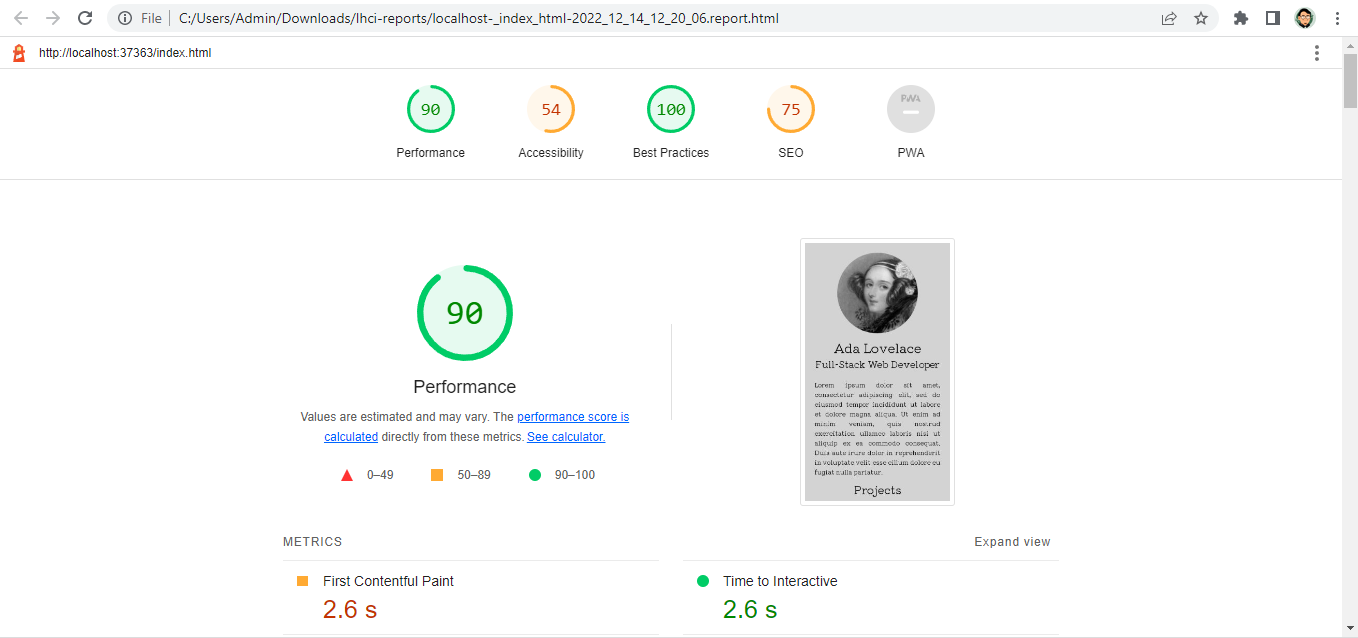 File
C:/Users/Admin/Downloads/lhci-reports/localhost-_index_html-2022_12_14_12_20_06.report.html
http://localhost:37363/index.html
90
54
100
75
PWA
Performance
Accessibility
Best Practices
SEO
PWA
90
Performance
Values are estimated and may vary. The performance score is
calculated directly from these metrics. See calculator.
0–49
50–89
90–100
Ada Lovelace
Full-Stack Web Developer
Lorem ipsum dolor sit amet,
consectetur adipiscing elit, sed do
eiusmod tempor incididunt ut labore
et dolore magna aliqua. Ut enim ad
minim veniam, quis nostrud
exercitation ullamco laboris nisi ut
aliquip ex ea commodo consequat.
Duis aute irure dolor in reprehenderit
in voluptate velit esse cillum dolore eu
fugiat nulla pariatur.
Projects
METRICS
Expand view
First Contentful Paint
2.6 s
Time to Interactive
2.6 s